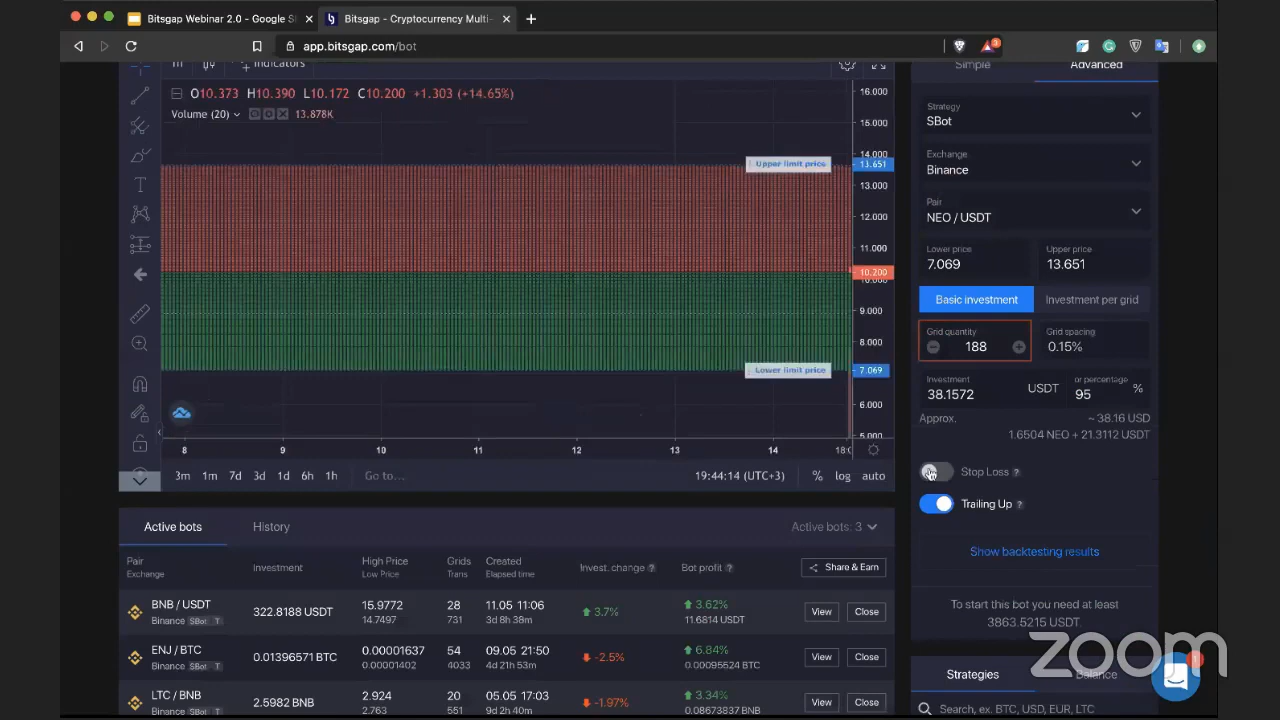 Bitsgap Webinar 2.0 - Google Sl
Bitsgap - Cryptocurrency Multi-
app.bitsgap.com/bot
3
Indicators
O10.373 H10.390 L10.172 C10.200 +1.303 (+14.65%)
Volume (20) 13.878K
16.000
15.000
14.000
Upper limit price 13.651
13.000
12.000
11.000
10.200
10.000
9.000
8.000
Lower limit price 7.069
6.000
5.000
8 9 10 11 12 13 14 18:0
3m 1m 7d 3d 1d 6h 1h Go to... 19:44:14 (UTC+3) % log auto
Simple Advanced
Strategy
SBot
Exchange
Binance
Pair
NEO / USDT
Lower price Upper price
7.069 13.651
Basic investment Investment per grid
Grid quantity Grid spacing
188 0.15%
Investment or percentage
38.1572 USDT 95 %
Approx. ~ 38.16 USD
1.6504 NEO + 21.3112 USDT
Stop Loss ?
Trailing Up ?
Show backtesting results
To start this bot you need at least
3863.5215 USDT.
Strategies Balance
Search, ex. BTC, USD, EUR, LTC
Active bots History Active bots: 3
Pair Investment High Price Grids Created Invest. change ? Bot profit ? Share & Earn
Exchange Low Price Trans Elapsed time
BNB / USDT 322.8188 USDT 15.9772 28 11.05 11:06 3.7% 3.62% View Close
Binance SBot T 14.7497 731 3d 8h 38m 11.6814 USDT
ENJ / BTC 0.01396571 BTC 0.00001637 54 09.05 21:50 -2.5% 6.84% View Close
Binance SBot T 0.00001402 4033 4d 21h 53m 0.00095524 BTC
LTC / BNB 2.5982 BNB 2.924 20 05.05 17:03 -1.97% 3.34% View Close
Binance SBot T 2.763 551 9d 2h 40m 0.08673837 BNB
zoom
1